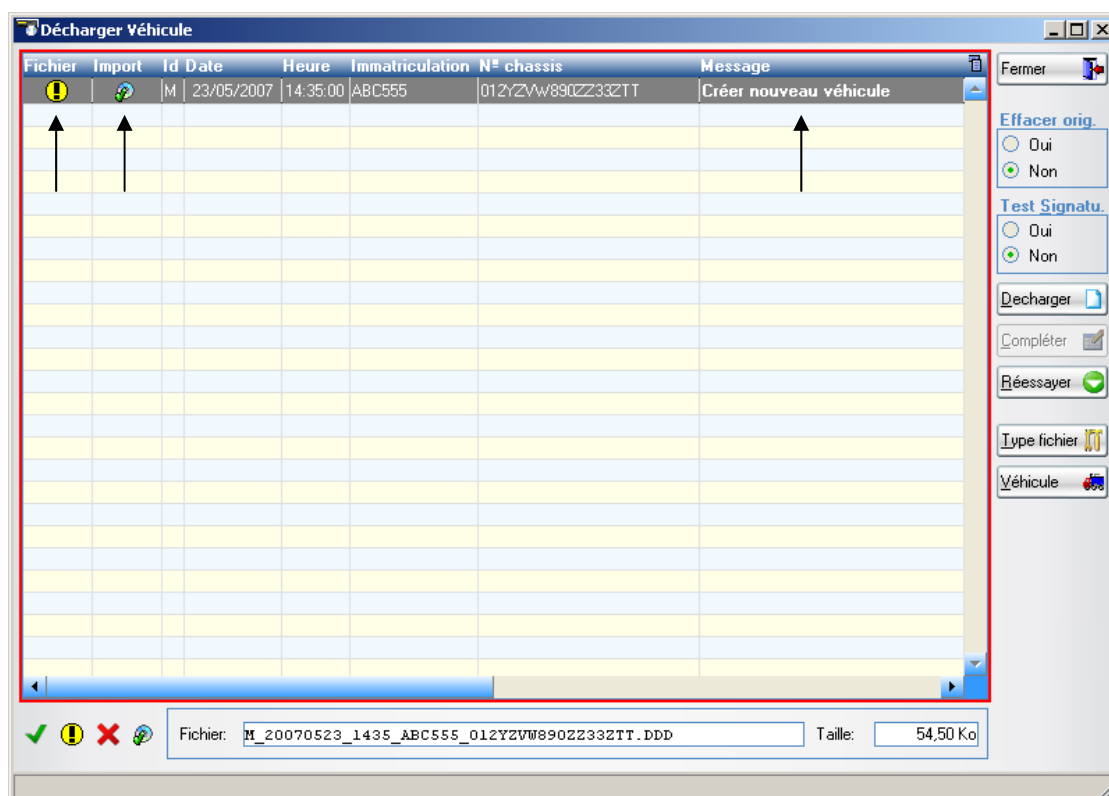 Décharger Véhicule
Fichier Import Id Date Heure Immatriculation Nº chassis Message
M 23/05/2007 14:35:00 ABC555 012YZVW890ZZ33ZTT Créer nouveau véhicule
Fermer
Effacer orig.
Oui
Non
Test Signatu.
Oui
Non
Decharger
Compléter
Réessayer
Type fichier
Véhicule
Fichier: M_20070523_1435_ABC555_012YZVW890ZZ33ZTT.DDD Taille: 54,50 Ko